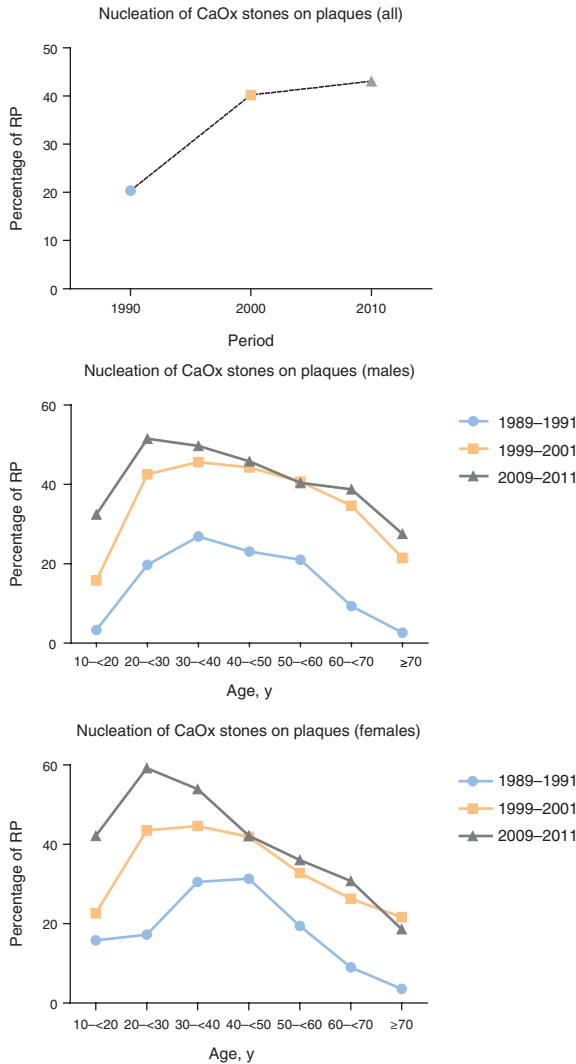 Nucleation of CaOx stones on plaques (all)
50
40
30
20
10
0
Percentage of RP
1990 2000 2010
Period
Nucleation of CaOx stones on plaques (males)
60
40
20
0
Percentage of RP
10–<20 20–<30 30–<40 40–<50 50–<60 60–<70 ≥70
Age, y
1989–1991
1999–2001
2009–2011
Nucleation of CaOx stones on plaques (females)
60
40
20
0
Percentage of RP
10–<20 20–<30 30–<40 40–<50 50–<60 60–<70 ≥70
Age, y
1989–1991
1999–2001
2009–2011